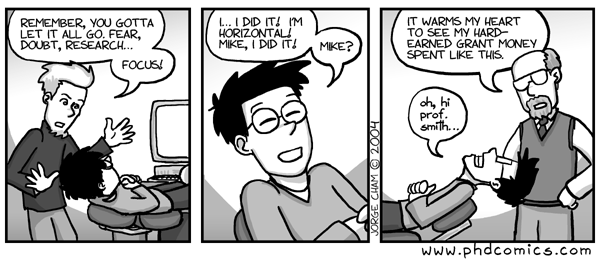 REMEMBER, YOU GOTTA
LET IT ALL GO. FEAR,
DOUBT, RESEARCH...
FOCUS!
I... I DID IT! I'M
HORIZONTAL!
MIKE, I DID IT!
MIKE?
JORGE CHAM © 2004
IT WARMS MY HEART
TO SEE MY HARD-
EARNED GRANT MONEY
SPENT LIKE THIS.
oh, hi
prof.
smith...
www.phdcomics.com